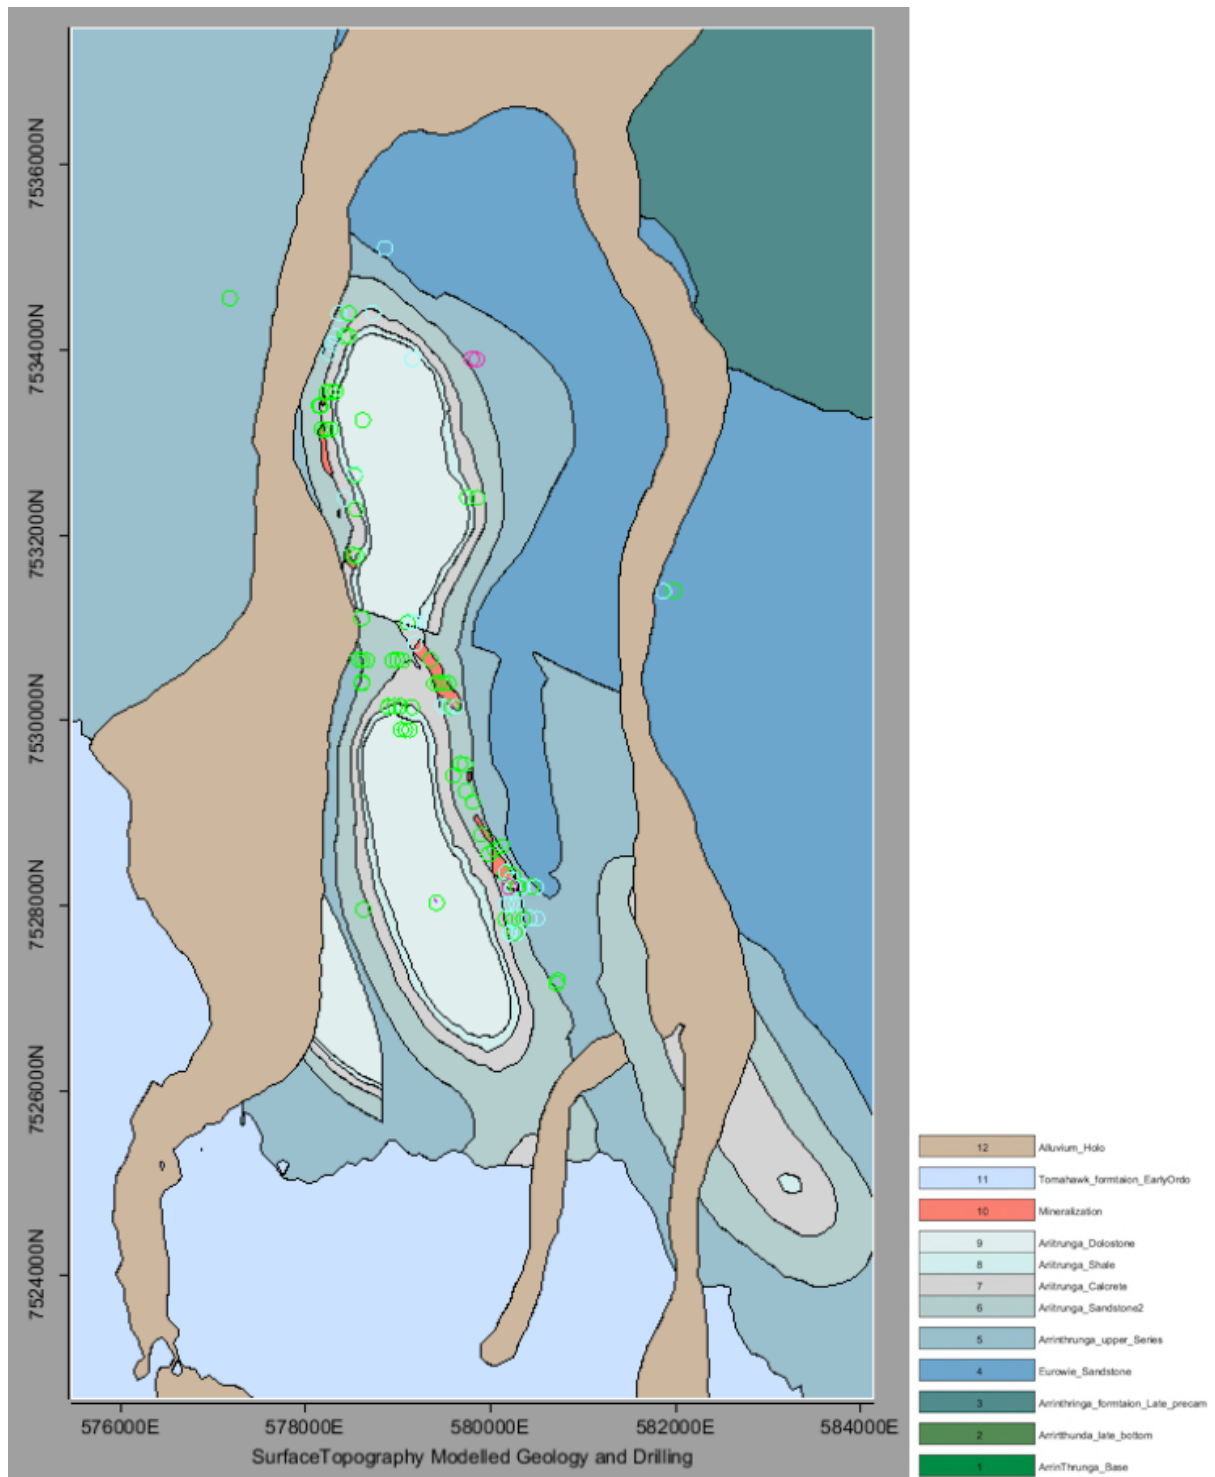 7536000N
7534000N
7532000N
7530000N
7528000N
7526000N
7524000N
576000E 578000E 580000E 582000E 584000E
SurfaceTopography Modelled Geology and Drilling
12 Alluvium_Holo
11 Tomahawk_formtaion_EarlyOrdo
10 Mineralization
9 Aritrunga_Dolostone
8 Aritrunga_Shale
7 Aritrunga_Calcrete
6 Aritrunga_Sandstone2
5 Arrinthrunga_upper_Series
4 Eurowie_Sandstone
3 Arrinthringa_formtaion_Late_precam
2 Arrirtthunda_late_bottom
1 ArrinThrunga_Base